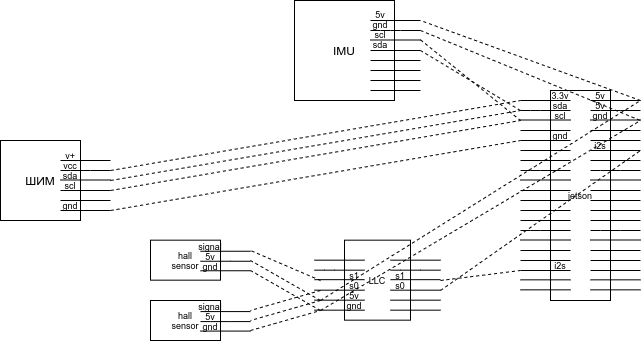 5v
gnd
IMU
scl
sda
3.3v
5v
sda
5v
scl
gnd
gnd
i2s
jetson
i2s
v+
vcc
ШИМ
sda
scl
gnd
signa
hall
sensor
5v
gnd
signa
hall
sensor
5v
gnd
s1
s0
5v
gnd
LLC
s1
s0